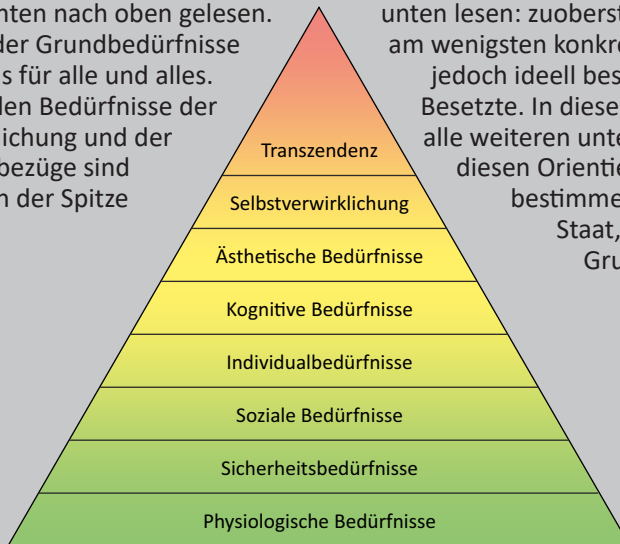 nten nach oben gelesen.
der Grundbedürfnisse
s für alle und alles.
den Bedürfnisse der
ichung und der
bezüge sind
n der Spitze
unten lesen: zuoberst
am wenigsten konkre
jedoch ideell bes
Besetzte. In diese
alle weiteren unte
diesen Orientie
bestimme
Staat,
Gru
Transzendenz
Selbstverwirklichung
Ästhetische Bedürfnisse
Kognitive Bedürfnisse
Individualbedürfnisse
Soziale Bedürfnisse
Sicherheitsbedürfnisse
Physiologische Bedürfnisse